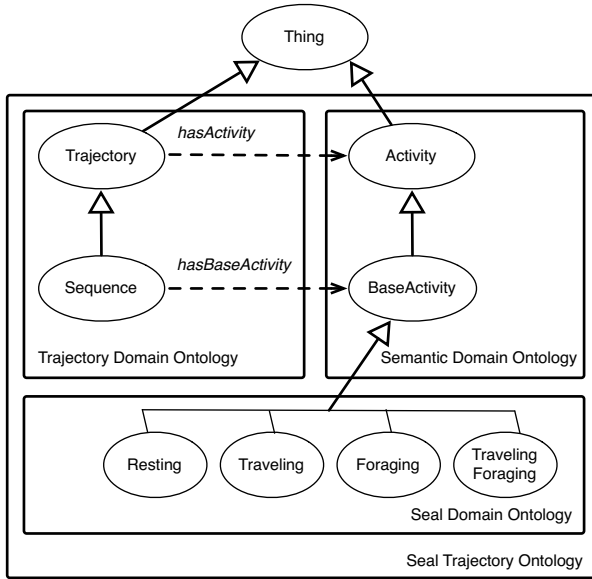 Thing
hasActivity
Trajectory
Activity
hasBaseActivity
Sequence
BaseActivity
Trajectory Domain Ontology
Semantic Domain Ontology
Resting
Traveling
Foraging
Traveling
Foraging
Seal Domain Ontology
Seal Trajectory Ontology